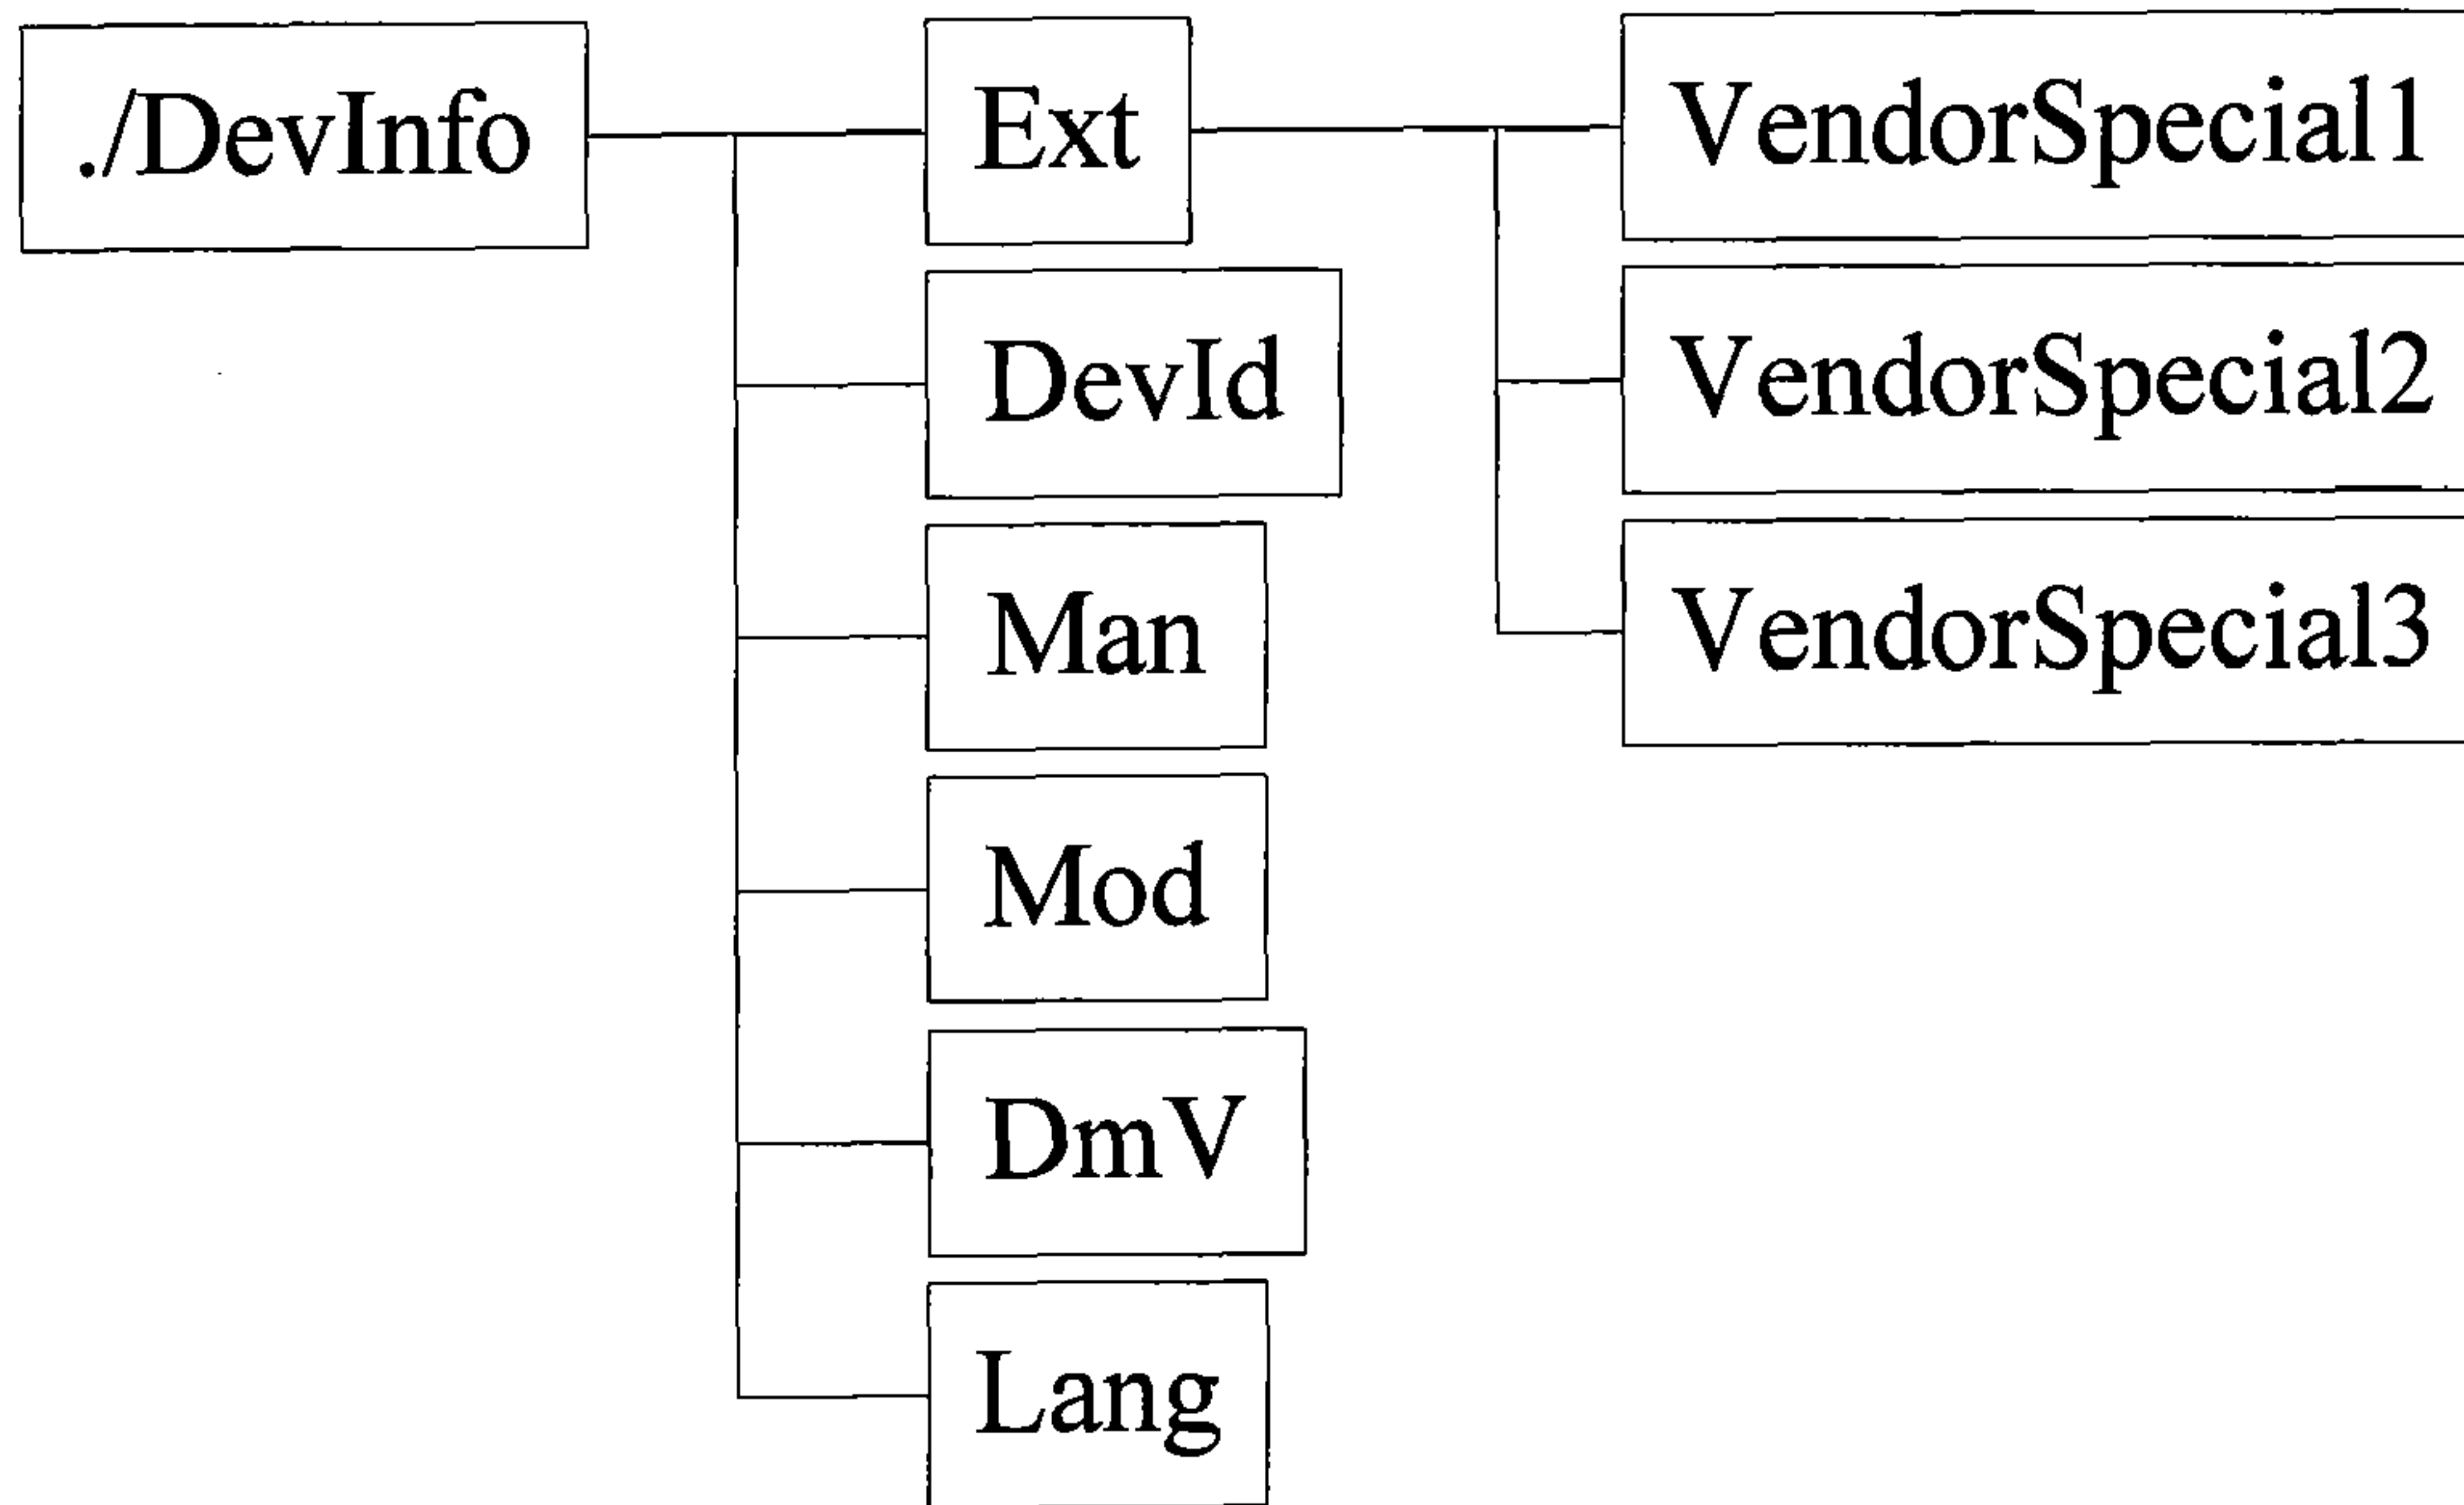 ./DevInfo
Ext
VendorSpecial1
DevId
VendorSpecial2
Man
VendorSpecial3
Mod
DmV
Lang